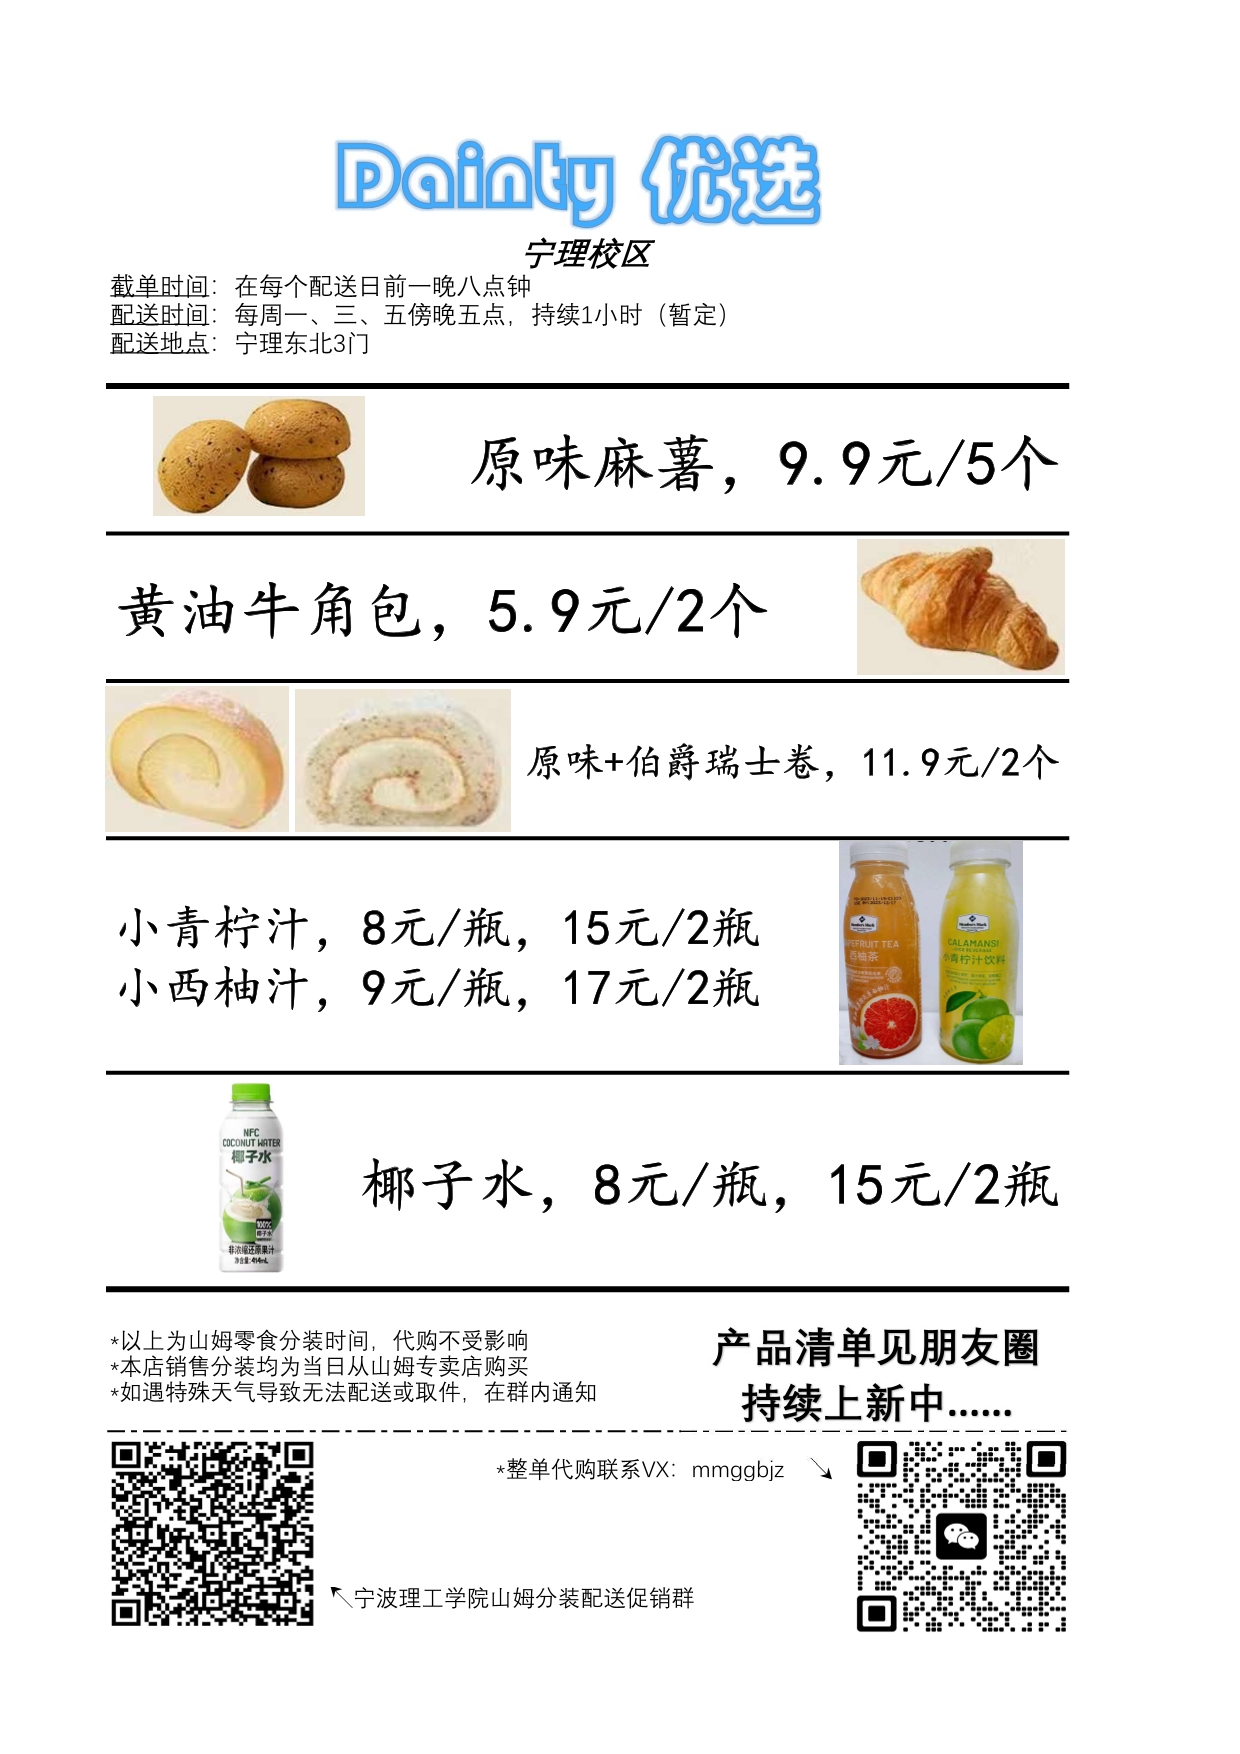 Dainty 优选
宁理校区
截单时间：在每个配送日前一晚八点钟
配送时间：每周一、三、五傍晚五点，持续1小时（暂定）
配送地点：宁理东北3门
原味麻薯，9.9元/5个
黄油牛角包，5.9元/2个
原味+伯爵瑞士卷，11.9元/2个
小青柠汁，8元/瓶，15元/2瓶
小西柚汁，9元/瓶，17元/2瓶
Member's Mark
Member's Mark
FRUIT TEA
西柚茶
CALAMANSI
小青柠汁饮料
NFC
COCONUT WATER
椰子水
100%
椰子水
非浓缩还原果汁
净含量:414mL
椰子水，8元/瓶，15元/2瓶
*以上为山姆零食分装时间，代购不受影响
*本店销售分装均为当日从山姆专卖店购买
*如遇特殊天气导致无法配送或取件，在群内通知
产品清单见朋友圈
持续上新中……
*整单代购联系VX：mmggbjz
宁波理工学院山姆分装配送促销群